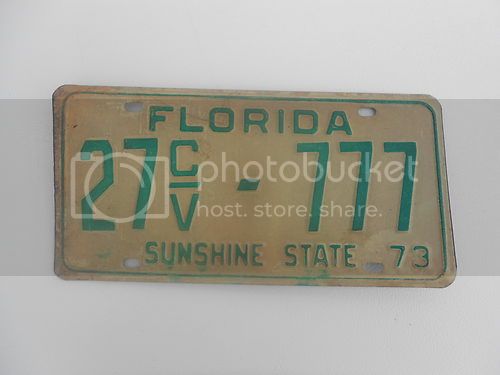 FLORIDA
27 C/V - 777
SUNSHINE STATE 73
photobucket
host. store. share.